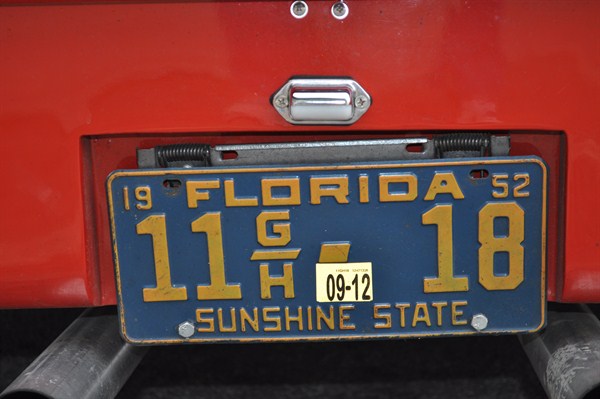 19 FLORIDA 52
11 G/H - 18
09-12
SUNSHINE STATE